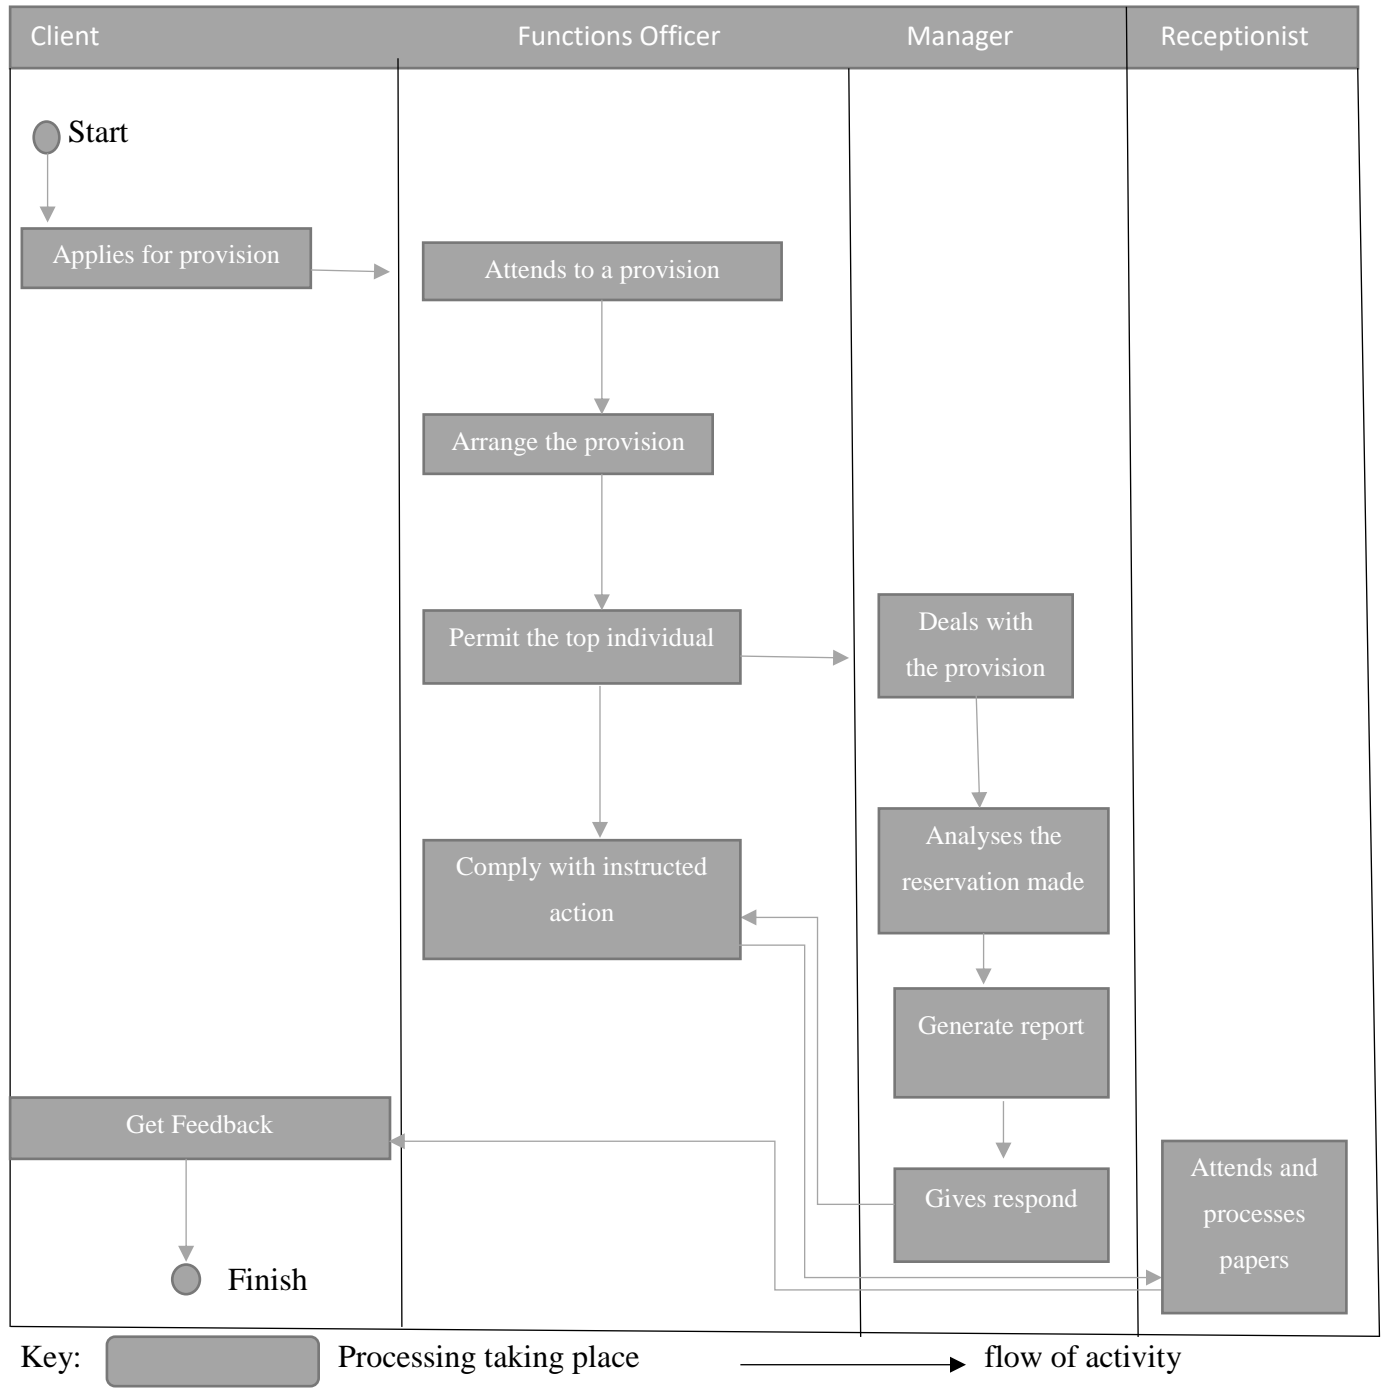 Client
Functions Officer
Manager
Receptionist
Start
Applies for provision
Attends to a provision
Arrange the provision
Permit the top individual
Deals with
the provision
Comply with instructed
action
Analyses the
reservation made
Generate report
Get Feedback
Gives respond
Attends and
processes
papers
Finish
Key:
Processing taking place
flow of activity